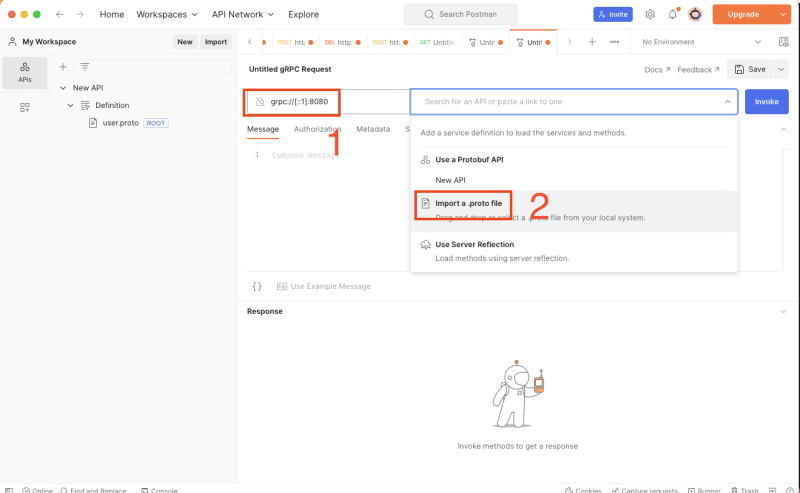 Home Workspaces API Network Explore Search Postman Invite Upgrade
My Workspace New Import POST htt DEL http: POST htt GET Untitle Untit Untit No Environment
APIs
New API
Definition
user.proto ROOT
Untitled gRPC Request Docs Feedback Save
grpc://[::1]:8080 Search for an API or paste a link to one Invoke
Message Authorization Metadata S
1
1 Compose message
Add a service definition to load the services and methods.
Use a Protobuf API
New API
Import a .proto file 2
Drag and drop or select a .proto file from your local system.
Use Server Reflection
Load methods using server reflection.
{} Use Example Message
Response
Invoke methods to get a response
Online Find and Replace Console Cookies Capture requests Runner Trash